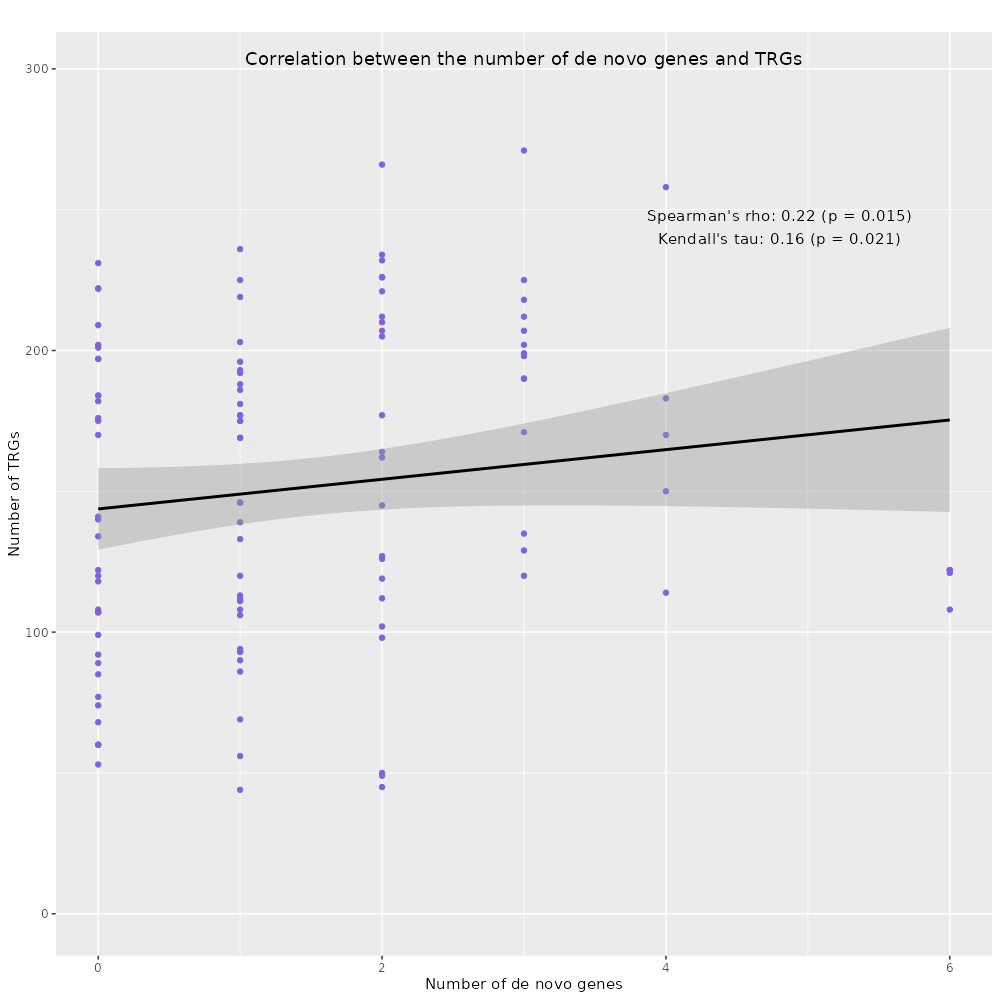 Correlation between the number of de novo genes and TRGs
300
Spearman's rho: 0.22 (p = 0.015)
Kendall's tau: 0.16 (p = 0.021)
200
Number of TRGs
100
0
0 2 4 6
Number of de novo genes